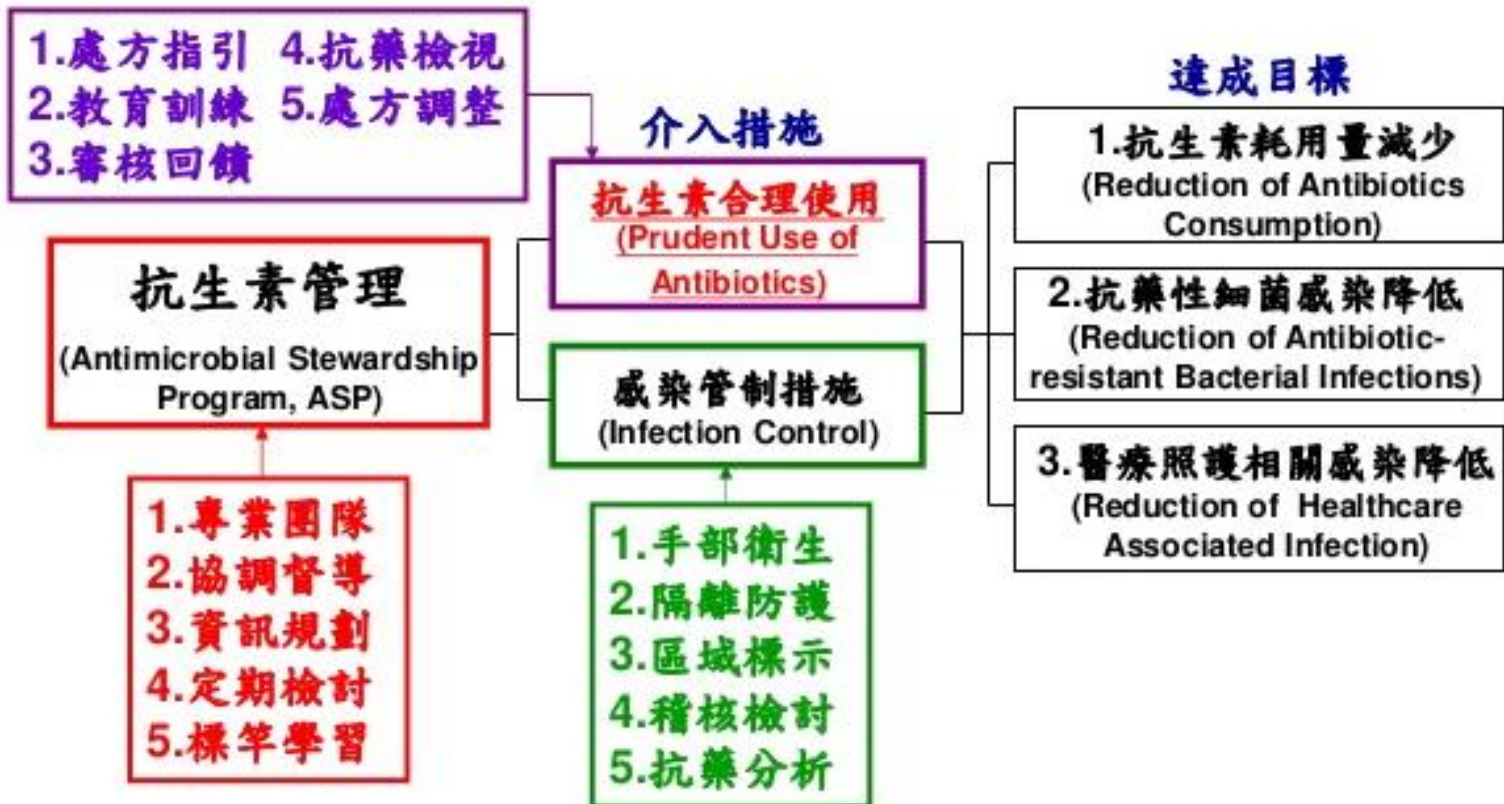 1.處方指引 4.抗藥檢視
2.教育訓練 5.處方調整
3.審核回饋
介入措施
抗生素合理使用
(Prudent Use of
Antibiotics)
抗生素管理
(Antimicrobial Stewardship
Program, ASP)
感染管制措施
(Infection Control)
1.專業團隊
2.協調督導
3.資訊規劃
4.定期檢討
5.標竿學習
1.手部衛生
2.隔離防護
3.區域標示
4.稽核檢討
5.抗藥分析
達成目標
1.抗生素耗用量減少
(Reduction of Antibiotics
Consumption)
2.抗藥性細菌感染降低
(Reduction of Antibiotic-
resistant Bacterial Infections)
3.醫療照護相關感染降低
(Reduction of Healthcare
Associated Infection)